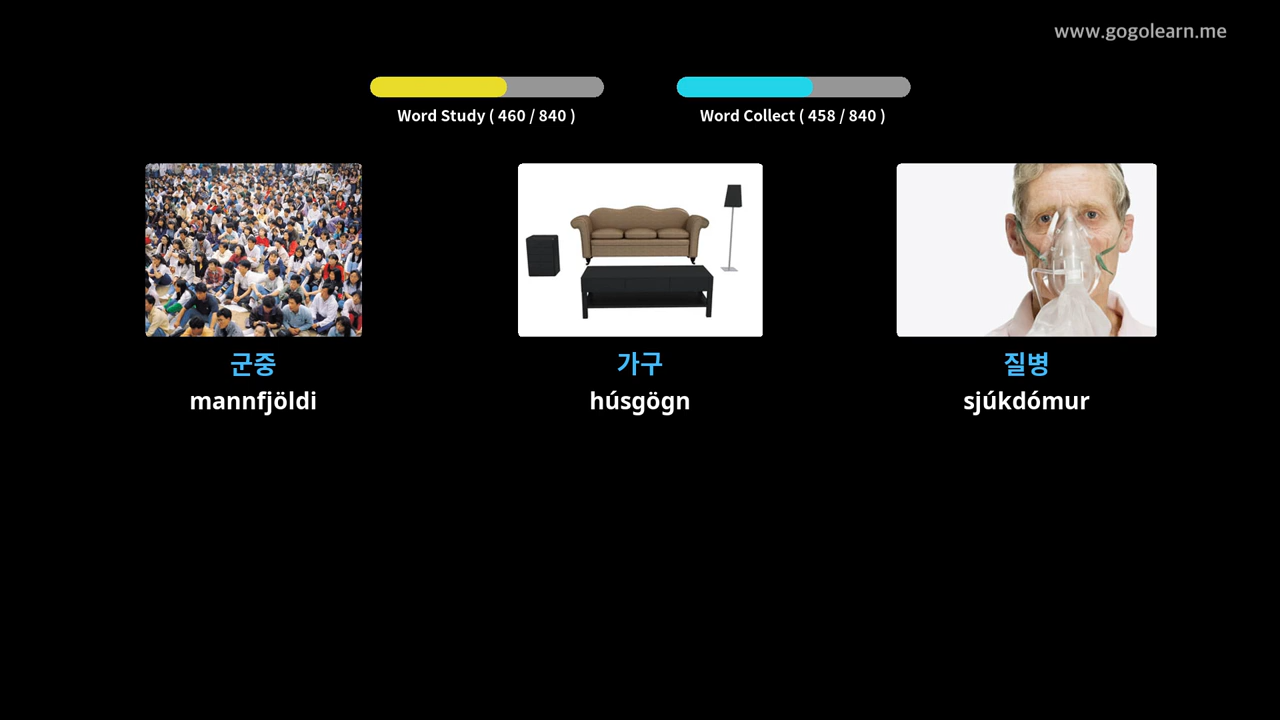 www.gogolearn.me
Word Study ( 460 / 840 )
Word Collect ( 458 / 840 )
군중
mannfjöldi
가구
húsgögn
질병
sjúkdómur